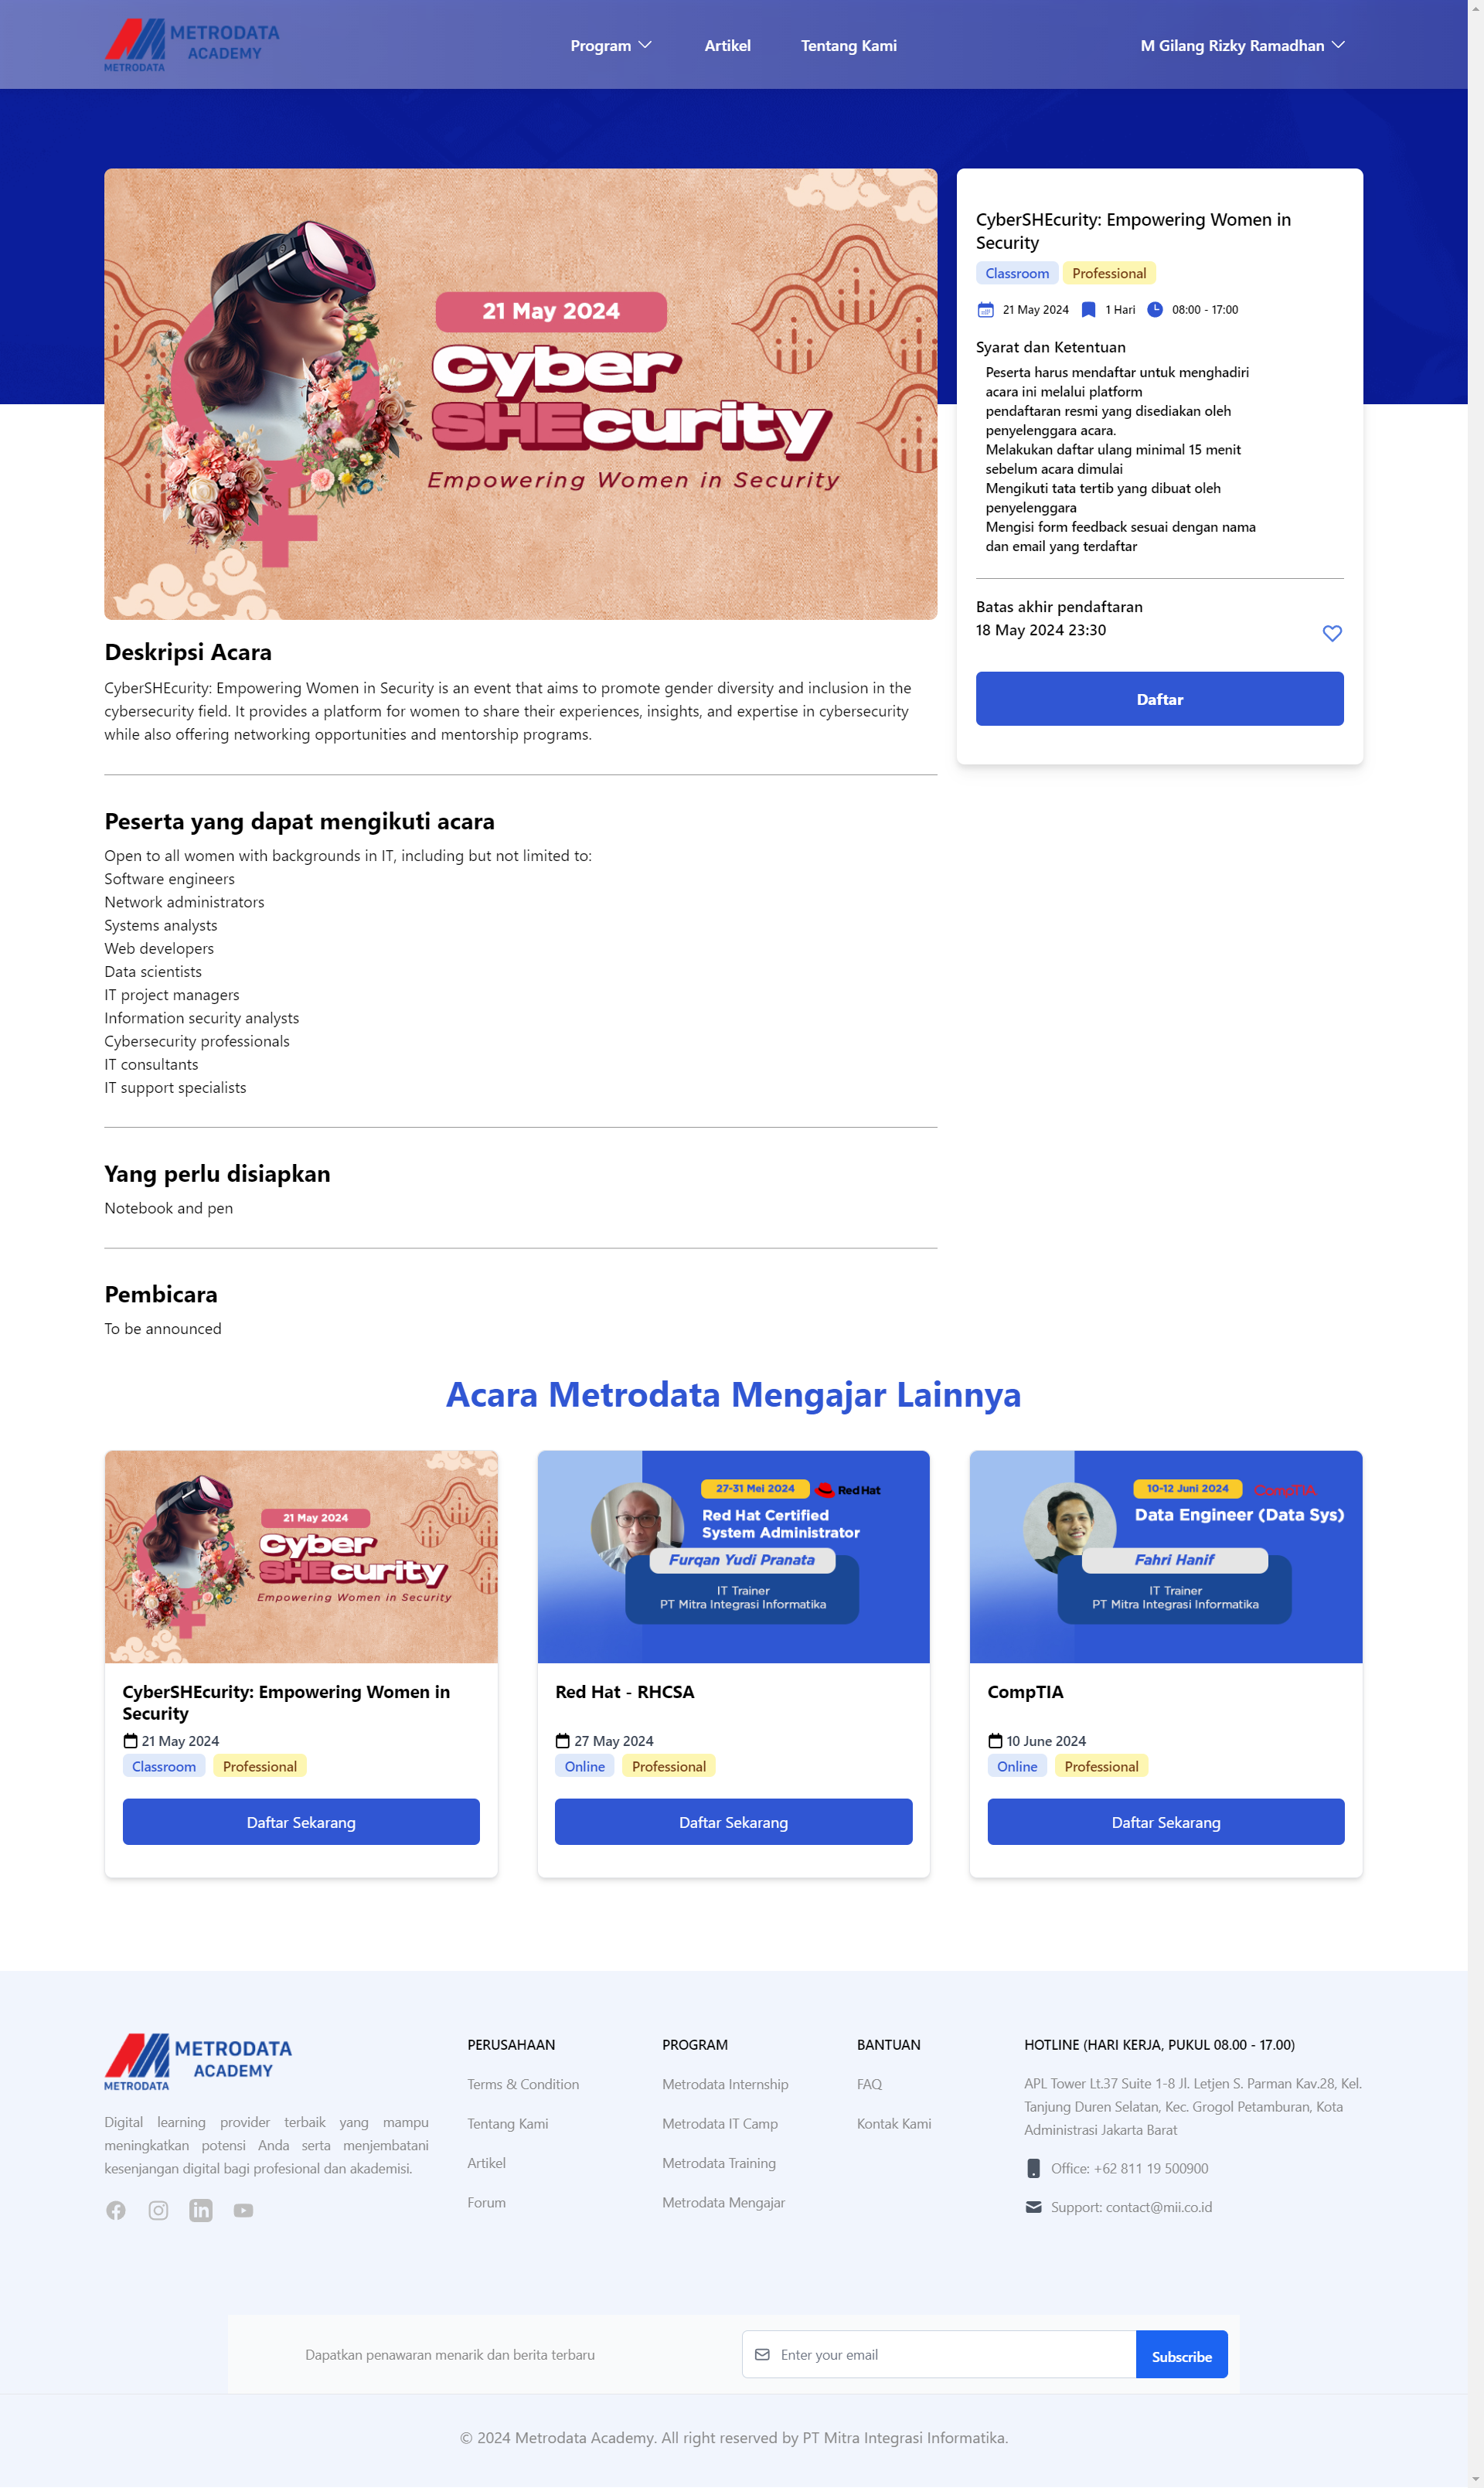 METRODATA
ACADEMY
METRODATA
Program
Artikel
Tentang Kami
M Gilang Rizky Ramadhan
21 May 2024
Cyber
SHEcurity
Empowering Women in Security
CyberSHEcurity: Empowering Women in
Security
Classroom
Professional
21 May 2024
1 Hari
08:00 - 17:00
Syarat dan Ketentuan
Peserta harus mendaftar untuk menghadiri
acara ini melalui platform
pendaftaran resmi yang disediakan oleh
penyelenggara acara.
Melakukan daftar ulang minimal 15 menit
sebelum acara dimulai
Mengikuti tata tertib yang dibuat oleh
penyelenggara
Mengisi form feedback sesuai dengan nama
dan email yang terdaftar
Batas akhir pendaftaran
18 May 2024 23:30
Daftar
Deskripsi Acara
CyberSHEcurity: Empowering Women in Security is an event that aims to promote gender diversity and inclusion in the
cybersecurity field. It provides a platform for women to share their experiences, insights, and expertise in cybersecurity
while also offering networking opportunities and mentorship programs.
Peserta yang dapat mengikuti acara
Open to all women with backgrounds in IT, including but not limited to:
Software engineers
Network administrators
Systems analysts
Web developers
Data scientists
IT project managers
Information security analysts
Cybersecurity professionals
IT consultants
IT support specialists
Yang perlu disiapkan
Notebook and pen
Pembicara
To be announced
Acara Metrodata Mengajar Lainnya
21 May 2024
Cyber
SHEcurity
Empowering Women in Security
CyberSHEcurity: Empowering Women in
Security
21 May 2024
Classroom
Professional
Daftar Sekarang
27-31 Mei 2024
Red Hat
Red Hat Certified
System Administrator
Furqan Yudi Pranata
IT Trainer
PT Mitra Integrasi Informatika
Red Hat - RHCSA
27 May 2024
Online
Professional
Daftar Sekarang
10-12 Juni 2024
CompTIA
Data Engineer (Data Sys)
Fahri Hanif
IT Trainer
PT Mitra Integrasi Informatika
CompTIA
10 June 2024
Online
Professional
Daftar Sekarang
METRODATA
ACADEMY
METRODATA
Digital learning provider terbaik yang mampu
meningkatkan potensi Anda serta menjembatani
kesenjangan digital bagi profesional dan akademisi.
PERUSAHAAN
Terms & Condition
Tentang Kami
Artikel
Forum
PROGRAM
Metrodata Internship
Metrodata IT Camp
Metrodata Training
Metrodata Mengajar
BANTUAN
FAQ
Kontak Kami
HOTLINE (HARI KERJA, PUKUL 08.00 - 17.00)
APL Tower Lt.37 Suite 1-8 Jl. Letjen S. Parman Kav.28, Kel.
Tanjung Duren Selatan, Kec. Grogol Petamburan, Kota
Administrasi Jakarta Barat
Office: +62 811 19 500900
Support: contact@mii.co.id
Dapatkan penawaran menarik dan berita terbaru
Enter your email
Subscribe
© 2024 Metrodata Academy. All right reserved by PT Mitra Integrasi Informatika.